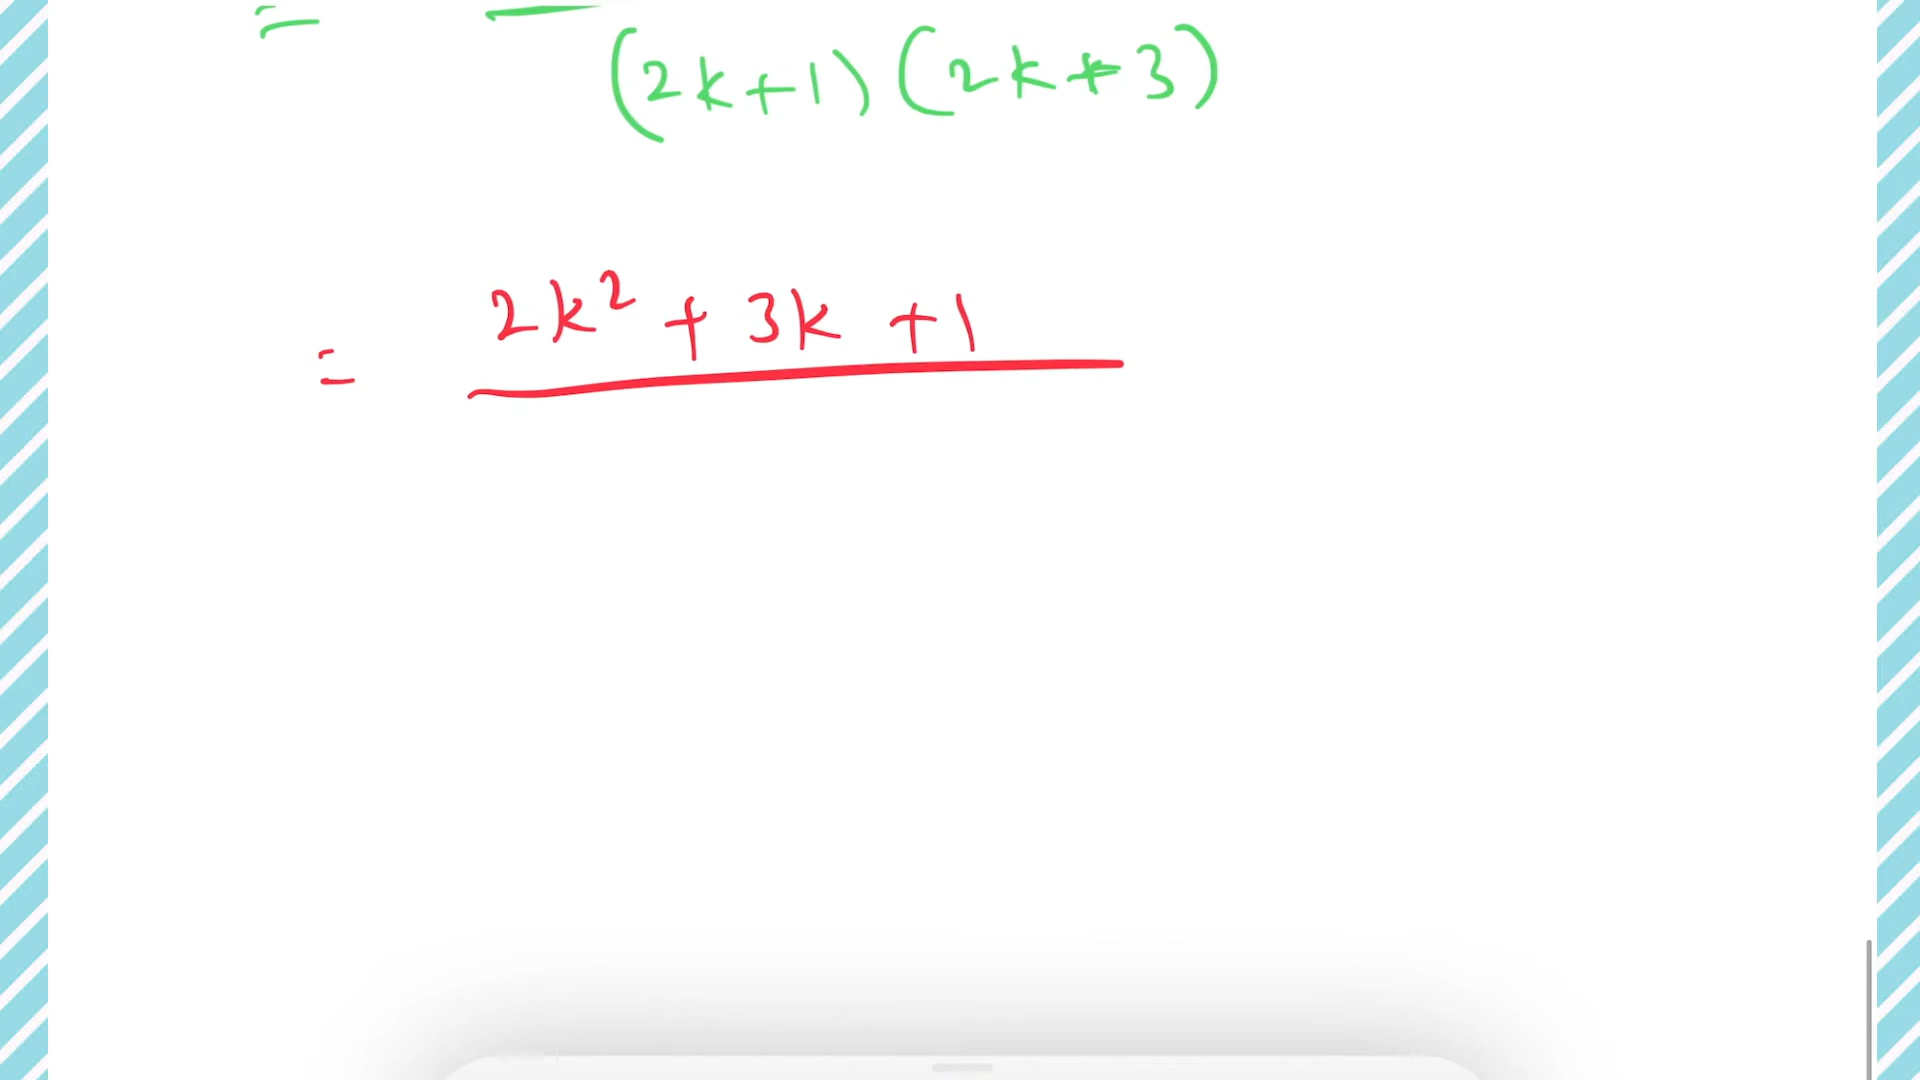 =
(2k+1)(2k+3)
2k² + 3k +1
=